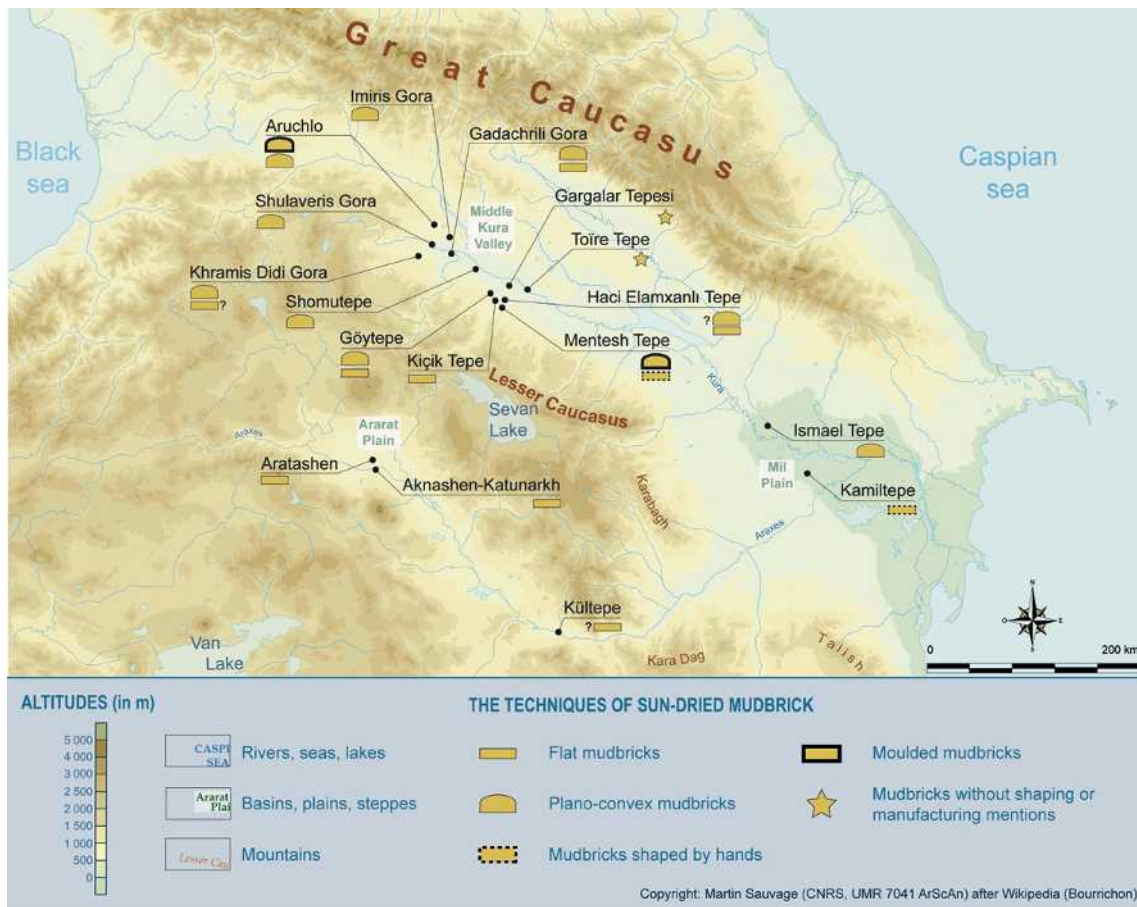 Great Caucasus
Black
sea
Caspian
sea
Imiris Gora
Aruchlo
Gadachrili Gora
Shulaveris Gora
Middle
Kura
Valley
Gargalar Tepesi
Toïre Tepe
Khramis Didi Gora
?
Shomutepe
Haci Elamxanlı Tepe
?
Göytepe
Kiçik Tepe
Mentesh Tepe
Lesser Caucasus
Sevan
Lake
Kura
Ararat
Plain
Araxes
Aratashen
Aknashen-Katunarkh
Ismael Tepe
Mil
Plain
Kamiltepe
Karabagh
Araxes
Kültepe
?
Van
Lake
Kara Dag
Talish
N
O
E
S
0
200 km
ALTITUDES (in m)
5 000
4 000
3 000
2 500
2 000
1 500
1 000
500
0
CASPI
SEA
Rivers, seas, lakes
Ararat
Plai
Basins, plains, steppes
Lesser Cau
Mountains
THE TECHNIQUES OF SUN-DRIED MUDBRICK
Flat mudbricks
Plano-convex mudbricks
Mudbricks shaped by hands
Moulded mudbricks
Mudbricks without shaping or
manufacturing mentions
Copyright: Martin Sauvage (CNRS, UMR 7041 ArScAn) after Wikipedia (Bourrichon)